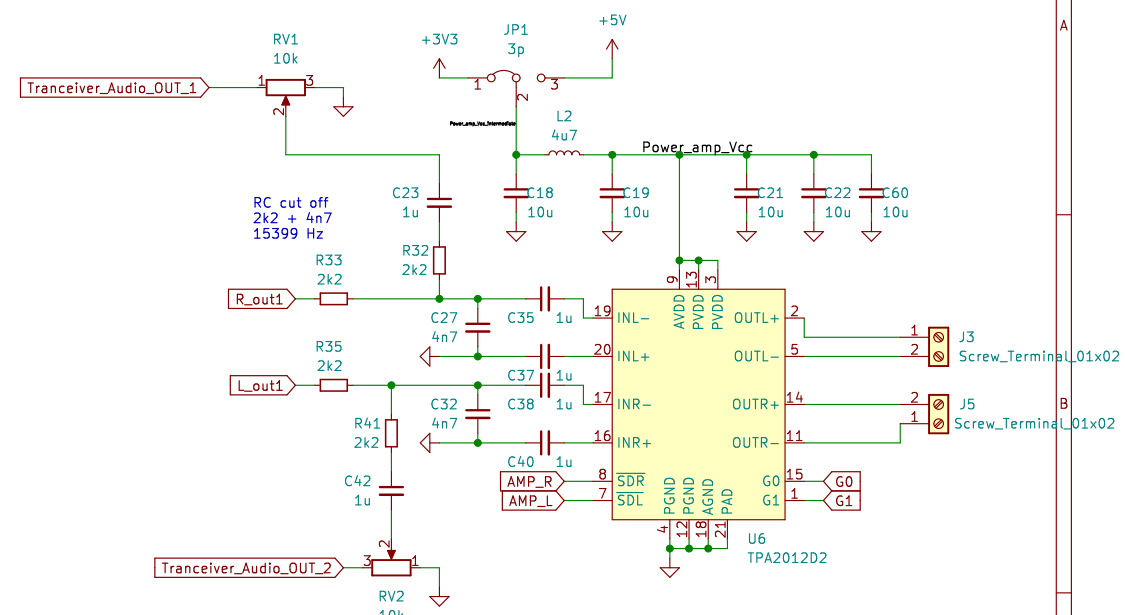 A
+5V
JP1
3p
+3V3
1
3
2
RV1
10k
Tranceiver_Audio_OUT_1
1
3
2
Power_amp_Vcc_Intermediate
L2
4u7
Power_amp_Vcc
C18
10u
C19
10u
C21
10u
C22
10u
C60
10u
C23
1u
RC cut off
2k2 + 4n7
15399 Hz
R32
2k2
R33
2k2
R_out1
C27
4n7
C35
1u
C37
1u
R35
2k2
L_out1
C32
4n7
C38
1u
C40
1u
R41
2k2
C42
1u
Tranceiver_Audio_OUT_2
3
1
2
RV2
10k
AMP_R
AMP_L
9
13
3
AVDD
PVDD
PVDD
19
INL-
20
INL+
17
INR-
16
INR+
8
SDR
7
SDL
OUTL+
2
OUTL-
5
OUTR+
14
OUTR-
11
G0
15
G0
G1
1
G1
PGND
PGND
AGND
PAD
4
12
18
21
U6
TPA2012D2
1
2
J3
Screw_Terminal_01x02
2
1
J5
Screw_Terminal_01x02
B